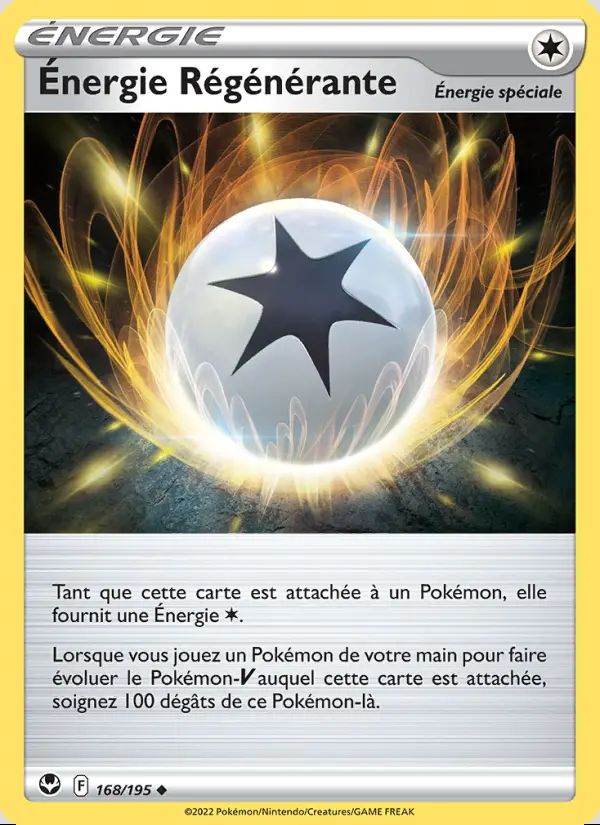 ÉNERGIE
Énergie Régénérante
Énergie spéciale
Tant que cette carte est attachée à un Pokémon, elle
fournit une Énergie ✶.
Lorsque vous jouez un Pokémon de votre main pour faire
évoluer le Pokémon-V auquel cette carte est attachée,
soignez 100 dégâts de ce Pokémon-là.
F 168/195 ◆
©2022 Pokémon/Nintendo/Creatures/GAME FREAK